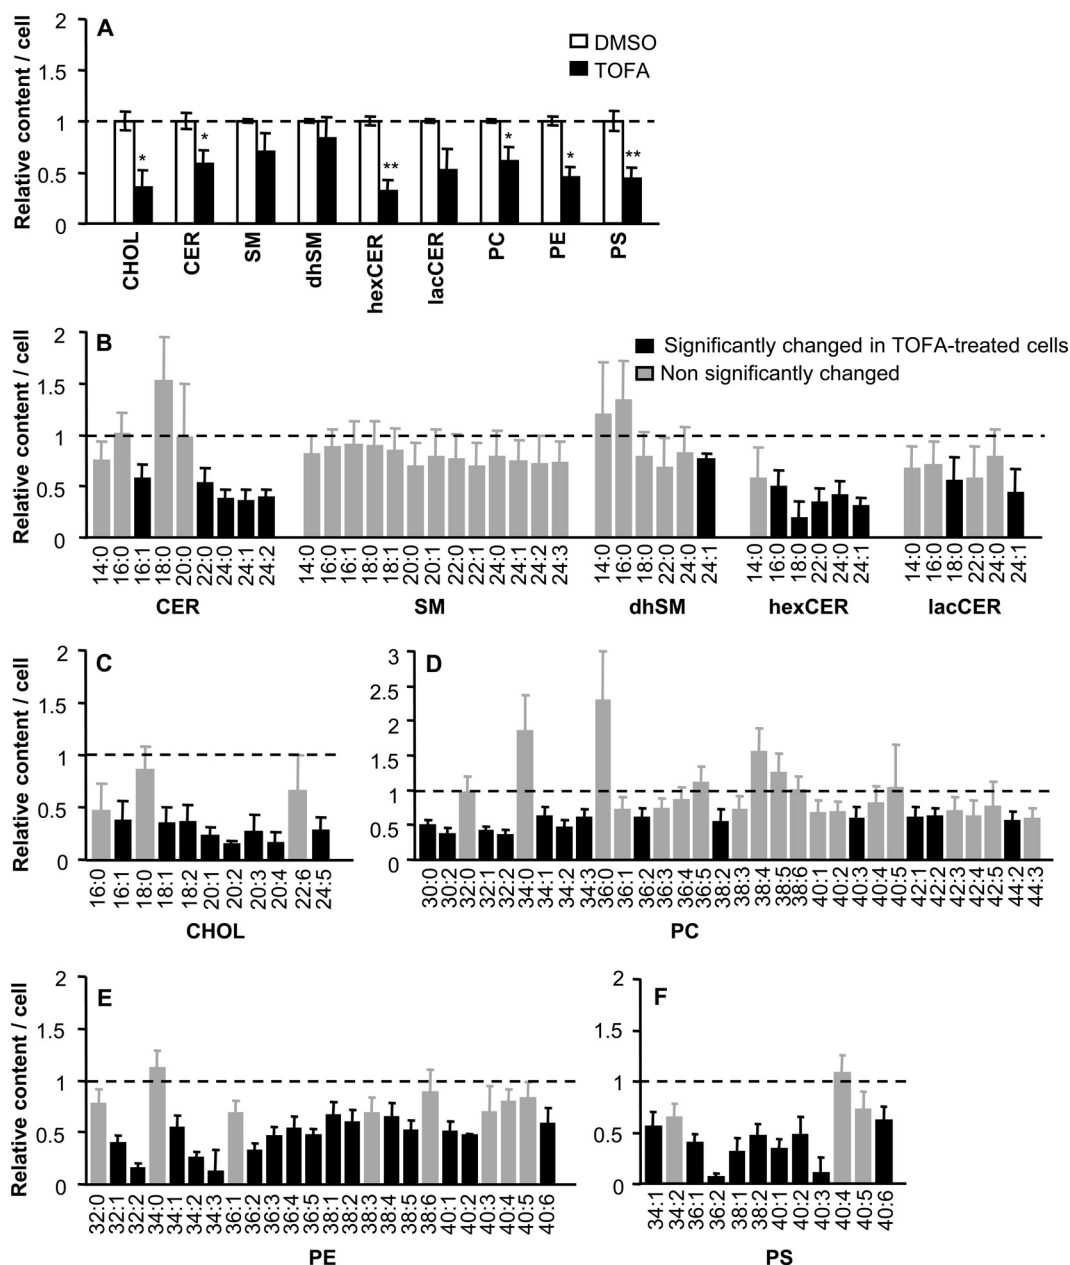 A
DMSO
TOFA
Relative content / cell
2
1.5
1
0.5
0
* * ** * * **
CHOL CER SM dhSM hexCER lacCER PC PE PS
B
Significantly changed in TOFA-treated cells
Non significantly changed
Relative content / cell
2
1.5
1
0.5
0
14:0 16:0 16:1 18:0 20:0 22:0 24:0 24:1 24:2 14:0 16:0 16:1 18:0 18:1 20:0 20:1 22:0 22:1 24:0 24:1 24:2 24:3 14:0 16:0 18:0 22:0 24:0 24:1 14:0 16:0 18:0 22:0 24:0 24:1 14:0 16:0 18:0 22:0 24:0 24:1
CER SM dhSM hexCER lacCER
C
Relative content / cell
2
1.5
1
0.5
0
16:0 16:1 18:0 18:1 18:2 20:1 20:2 20:3 20:4 22:6 24:5
CHOL
D
3
2.5
2
1.5
1
0.5
0
30:0 30:2 32:0 32:1 32:2 34:0 34:1 34:2 34:3 36:0 36:1 36:2 36:3 36:4 36:5 38:2 38:3 38:4 38:5 38:6 40:1 40:2 40:3 40:4 40:5 42:1 42:2 42:3 42:4 42:5 44:2 44:3
PC
E
Relative content / cell
2
1.5
1
0.5
0
32:0 32:1 32:2 34:0 34:1 34:2 34:3 36:1 36:2 36:3 36:4 36:5 38:1 38:2 38:3 38:4 38:5 38:6 40:1 40:2 40:3 40:4 40:5 40:6
PE
F
2
1.5
1
0.5
0
34:1 34:2 36:1 36:2 38:1 38:2 40:1 40:2 40:3 40:4 40:5 40:6
PS